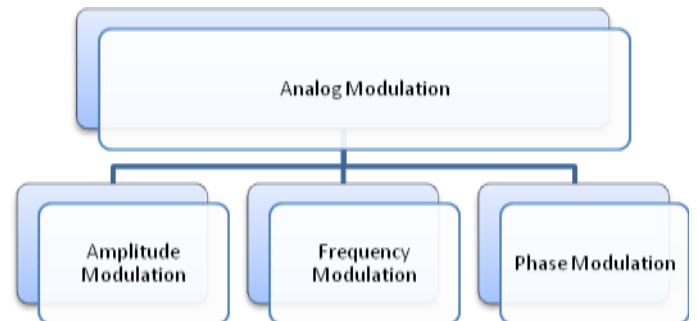 Analog Modulation
Amplitude
Modulation
Frequency
Modulation
Phase Modulation